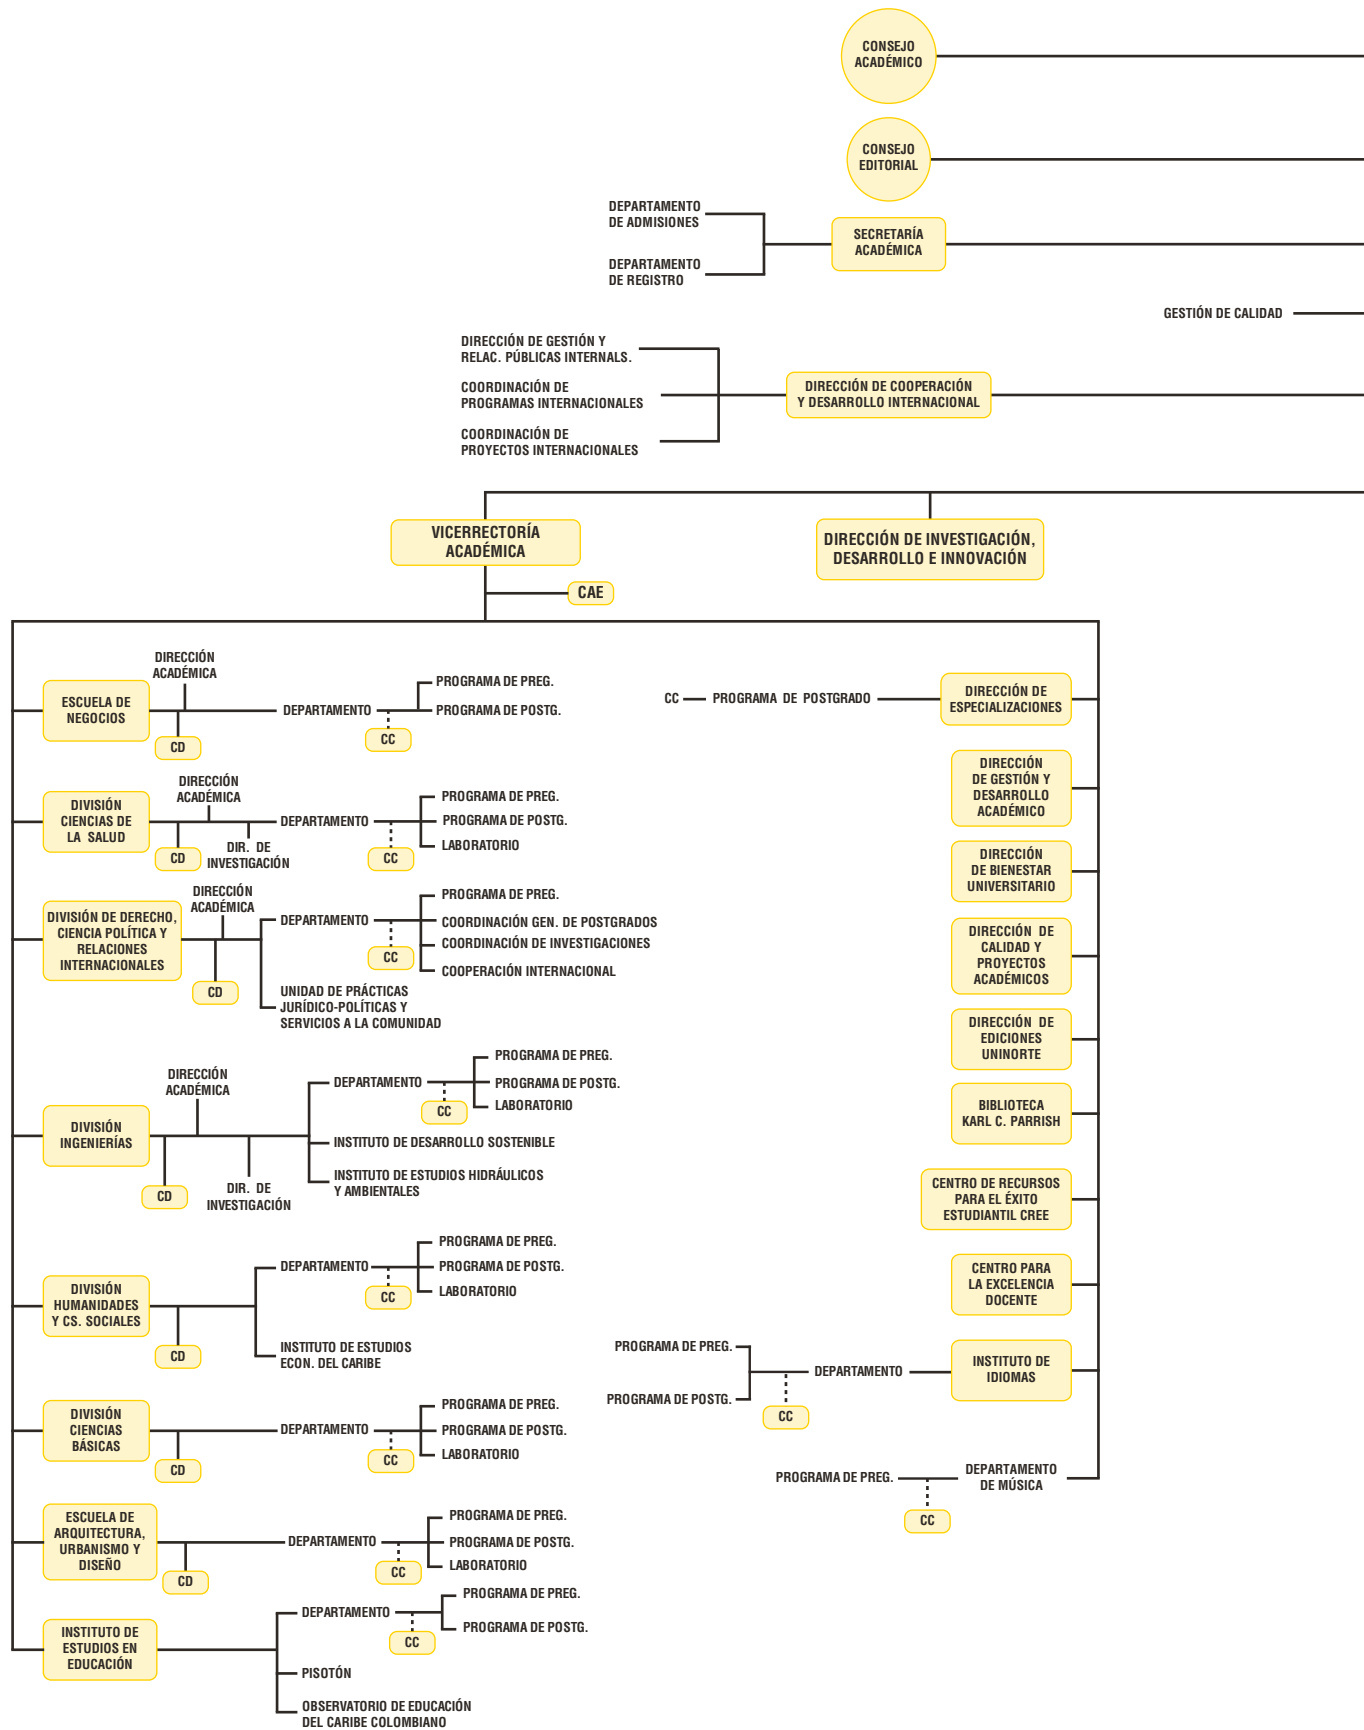 CONSEJO
ACADÉMICO
CONSEJO
EDITORIAL
DEPARTAMENTO
DE ADMISIONES
SECRETARÍA
ACADÉMICA
DEPARTAMENTO
DE REGISTRO
GESTIÓN DE CALIDAD
DIRECCIÓN DE GESTIÓN Y
RELAC. PÚBLICAS INTERNALS.
COORDINACIÓN DE
PROGRAMAS INTERNACIONALES
COORDINACIÓN DE
PROYECTOS INTERNACIONALES
DIRECCIÓN DE COOPERACIÓN
Y DESARROLLO INTERNACIONAL
VICERRECTORÍA
ACADÉMICA
DIRECCIÓN DE INVESTIGACIÓN,
DESARROLLO E INNOVACIÓN
CAE
ESCUELA DE
NEGOCIOS
DIRECCIÓN
ACADÉMICA
CD
DEPARTAMENTO
CC
PROGRAMA DE PREG.
PROGRAMA DE POSTG.
DIVISIÓN
CIENCIAS DE
LA SALUD
DIRECCIÓN
ACADÉMICA
CD
DIR. DE
INVESTIGACIÓN
DEPARTAMENTO
CC
PROGRAMA DE PREG.
PROGRAMA DE POSTG.
LABORATORIO
DIVISIÓN DE DERECHO,
CIENCIA POLÍTICA Y
RELACIONES
INTERNACIONALES
DIRECCIÓN
ACADÉMICA
CD
DEPARTAMENTO
CC
PROGRAMA DE PREG.
COORDINACIÓN GEN. DE POSTGRADOS
COORDINACIÓN DE INVESTIGACIONES
COOPERACIÓN INTERNACIONAL
UNIDAD DE PRÁCTICAS
JURÍDICO-POLÍTICAS Y
SERVICIOS A LA COMUNIDAD
DIVISIÓN
INGENIERÍAS
DIRECCIÓN
ACADÉMICA
CD
DIR. DE
INVESTIGACIÓN
DEPARTAMENTO
CC
PROGRAMA DE PREG.
PROGRAMA DE POSTG.
LABORATORIO
INSTITUTO DE DESARROLLO SOSTENIBLE
INSTITUTO DE ESTUDIOS HIDRÁULICOS
Y AMBIENTALES
DIVISIÓN
HUMANIDADES
Y CS. SOCIALES
CD
DEPARTAMENTO
CC
PROGRAMA DE PREG.
PROGRAMA DE POSTG.
LABORATORIO
INSTITUTO DE ESTUDIOS
ECON. DEL CARIBE
DIVISIÓN
CIENCIAS
BÁSICAS
CD
DEPARTAMENTO
CC
PROGRAMA DE PREG.
PROGRAMA DE POSTG.
LABORATORIO
ESCUELA DE
ARQUITECTURA,
URBANISMO Y
DISEÑO
CD
DEPARTAMENTO
CC
PROGRAMA DE PREG.
PROGRAMA DE POSTG.
LABORATORIO
INSTITUTO DE
ESTUDIOS EN
EDUCACIÓN
DEPARTAMENTO
CC
PROGRAMA DE PREG.
PROGRAMA DE POSTG.
PISOTÓN
OBSERVATORIO DE EDUCACIÓN
DEL CARIBE COLOMBIANO
CC
PROGRAMA DE POSTGRADO
DIRECCIÓN DE
ESPECIALIZACIONES
DIRECCIÓN
DE GESTIÓN Y
DESARROLLO
ACADÉMICO
DIRECCIÓN
DE BIENESTAR
UNIVERSITARIO
DIRECCIÓN DE
CALIDAD Y
PROYECTOS
ACADÉMICOS
DIRECCIÓN DE
EDICIONES
UNINORTE
BIBLIOTECA
KARL C. PARRISH
CENTRO DE RECURSOS
PARA EL ÉXITO
ESTUDIANTIL CREE
CENTRO PARA
LA EXCELENCIA
DOCENTE
PROGRAMA DE PREG.
PROGRAMA DE POSTG.
CC
DEPARTAMENTO
INSTITUTO DE
IDIOMAS
PROGRAMA DE PREG.
CC
DEPARTAMENTO
DE MÚSICA